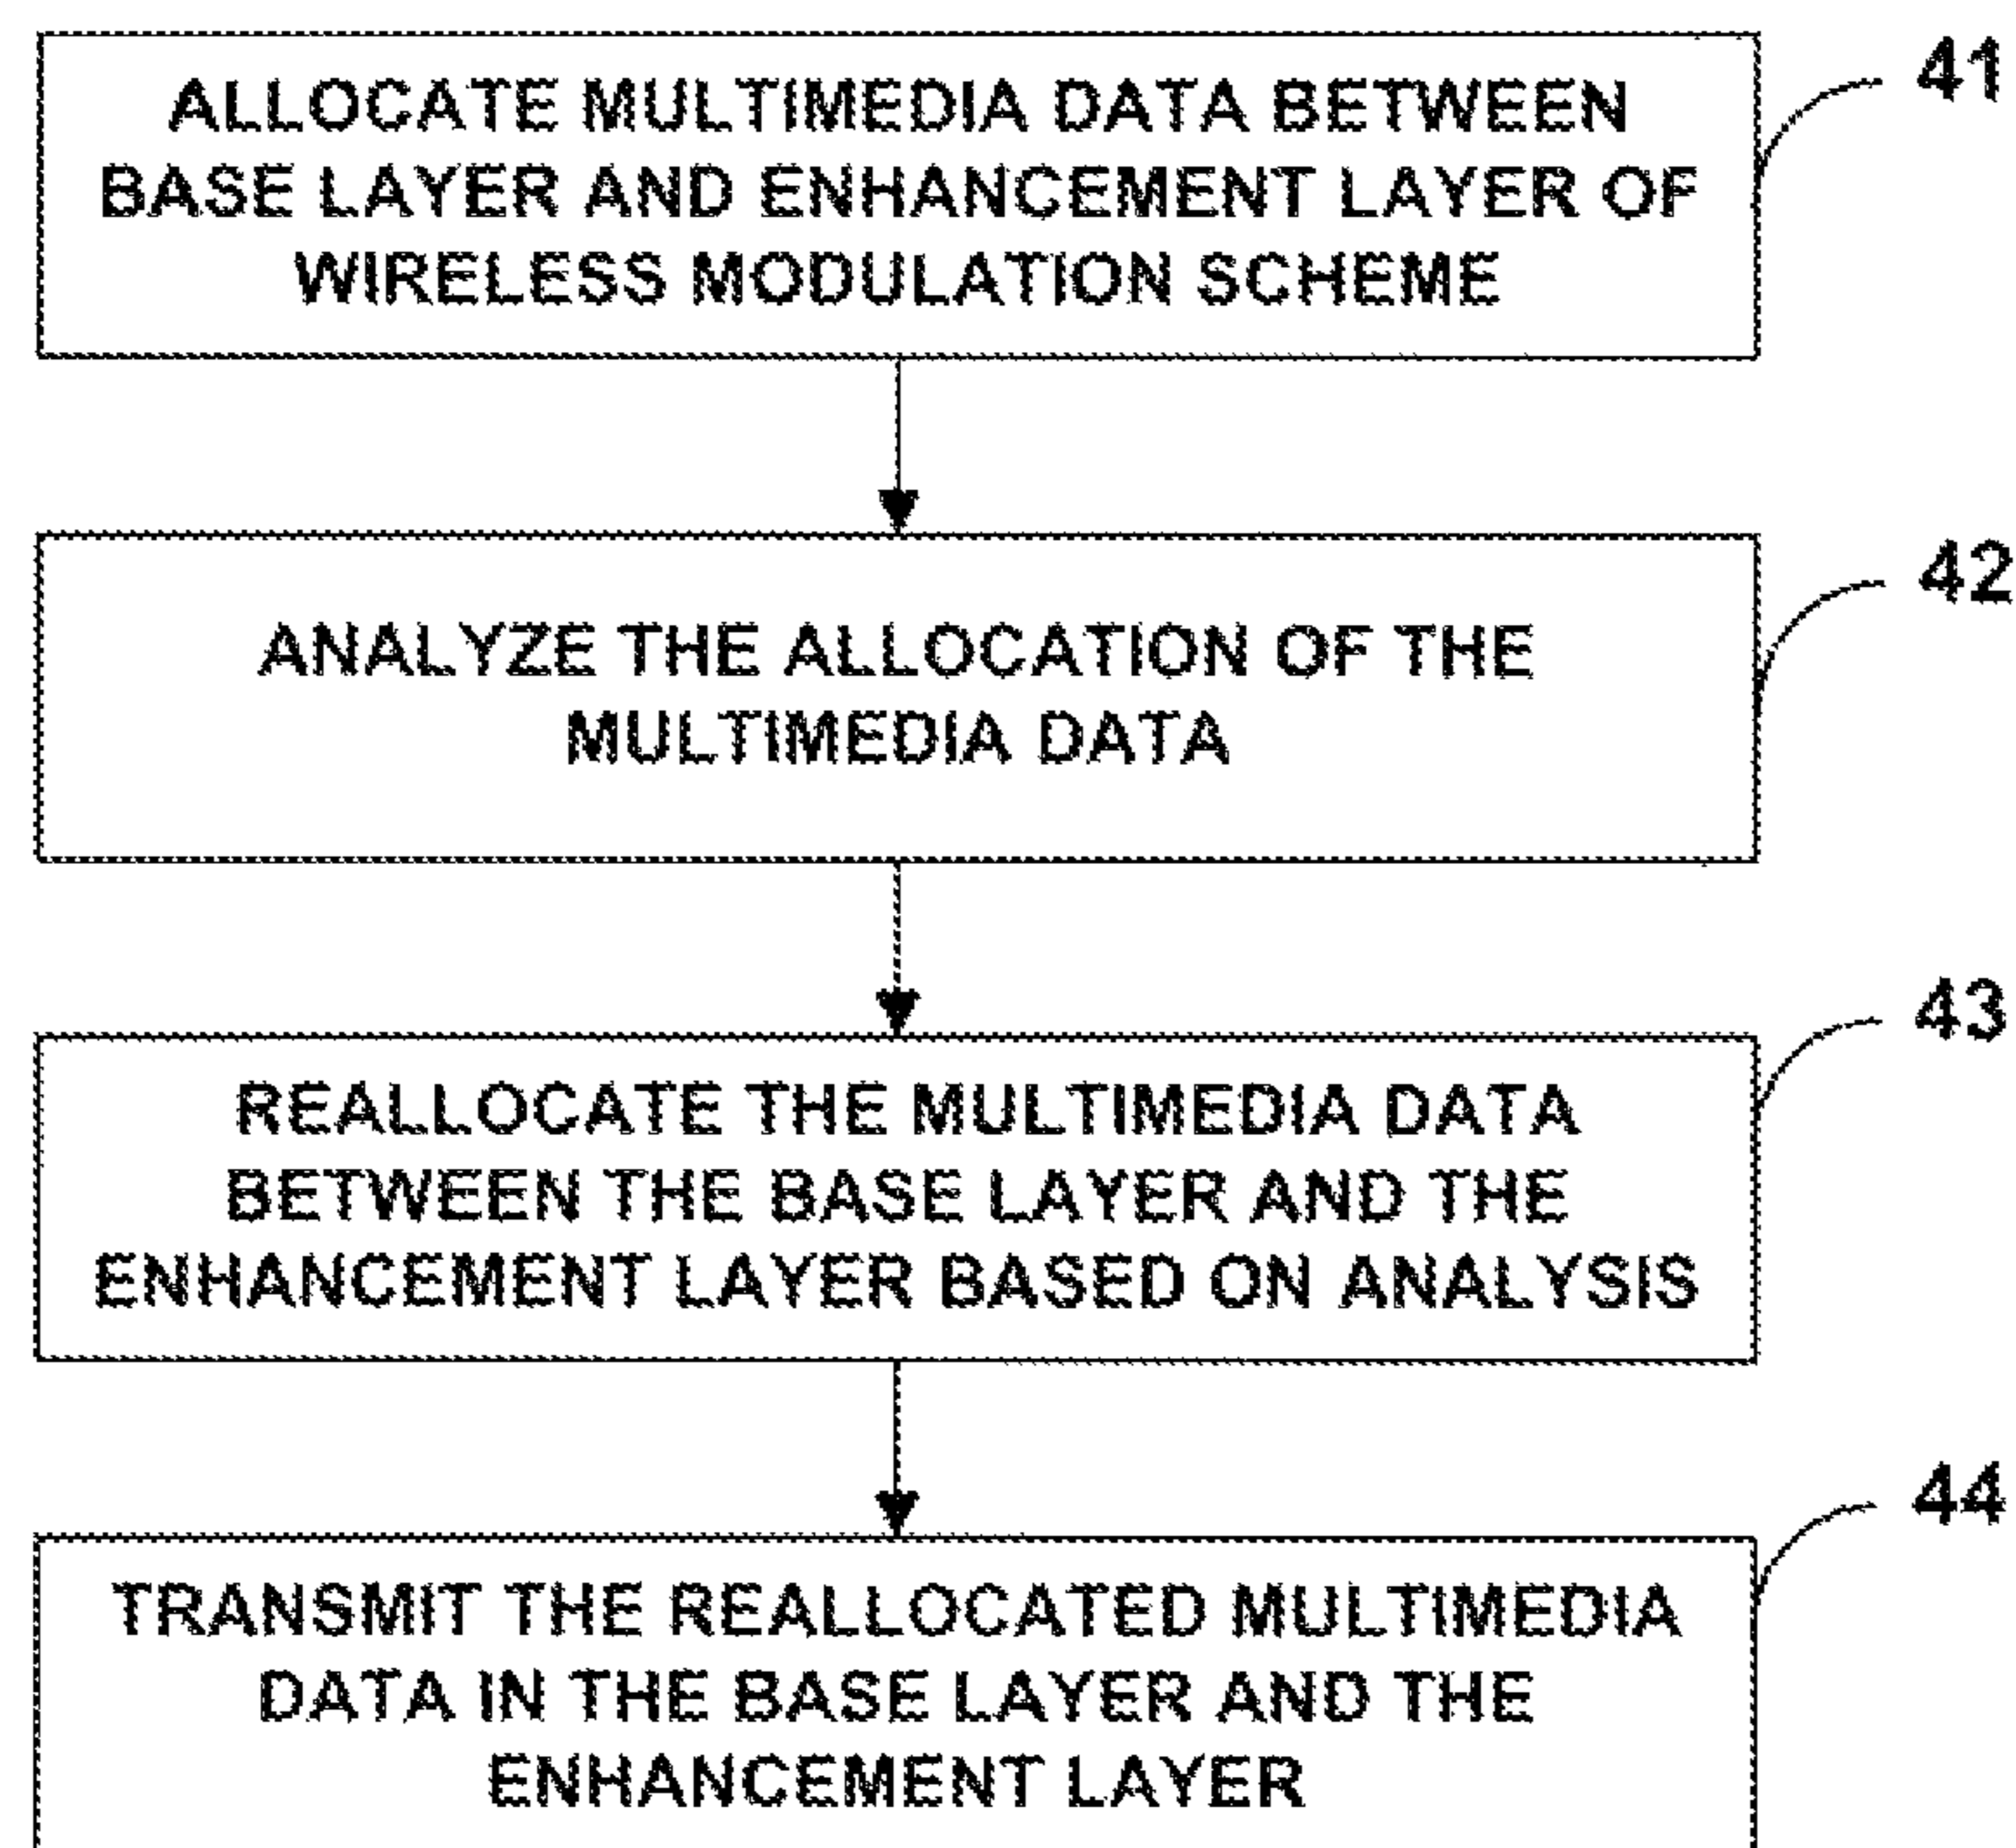 ALLOCATE MULTIMEDIA DATA BETWEEN
BASE LAYER AND ENHANCEMENT LAYER OF
WIRELESS MODULATION SCHEME
41
ANALYZE THE ALLOCATION OF THE
MULTIMEDIA DATA
42
REALLOCATE THE MULTIMEDIA DATA
BETWEEN THE BASE LAYER AND THE
ENHANCEMENT LAYER BASED ON ANALYSIS
43
TRANSMIT THE REALLOCATED MULTIMEDIA
DATA IN THE BASE LAYER AND THE
ENHANCEMENT LAYER
44